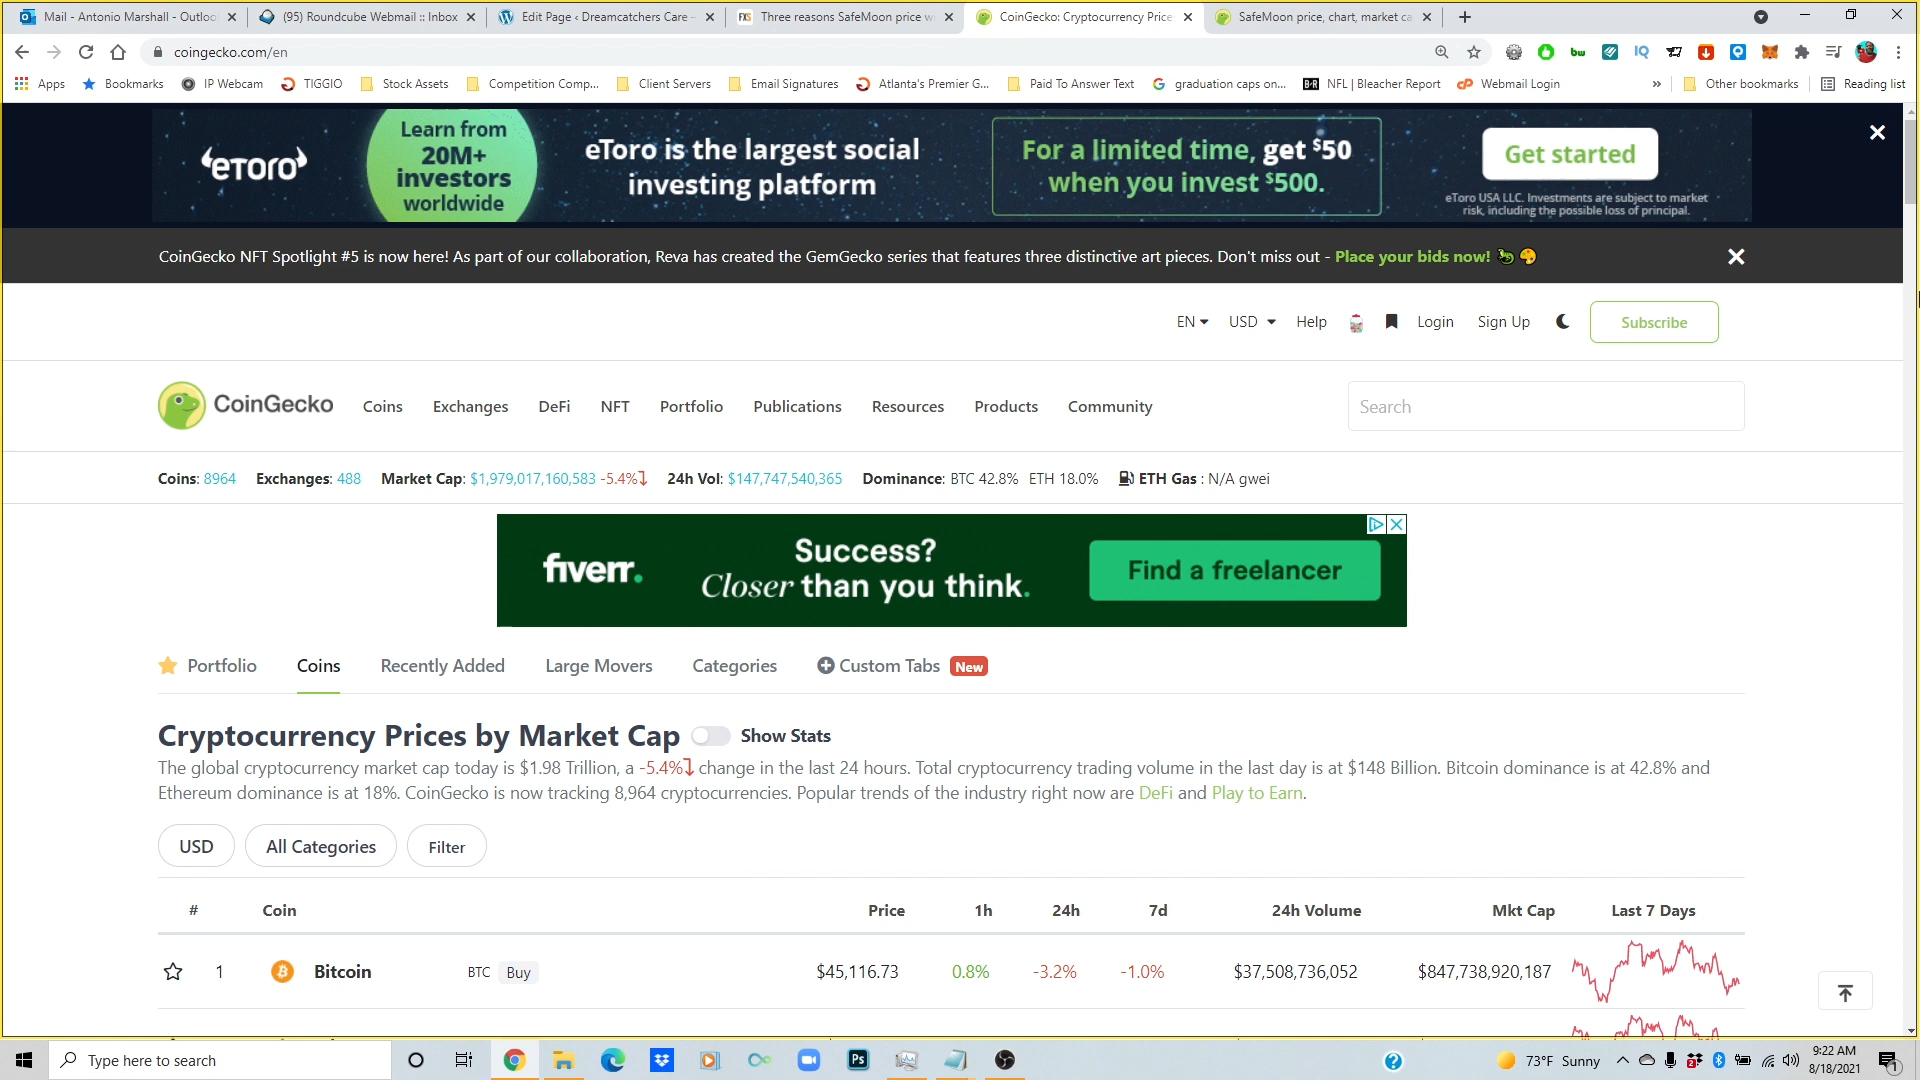 Mail - Antonio Marshall - Outloo
(95) Roundcube Webmail :: Inbox
Edit Page ‹ Dreamcatchers Care –
FXS Three reasons SafeMoon price w
CoinGecko: Cryptocurrency Price
SafeMoon price, chart, market ca
coingecko.com/en
Apps Bookmarks IP Webcam TIGGIO Stock Assets Competition Comp... Client Servers Email Signatures Atlanta's Premier G... Paid To Answer Text graduation caps on... B/R NFL | Bleacher Report Webmail Login » Other bookmarks Reading list
eToro
Learn from
20M+
investors
worldwide
eToro is the largest social
investing platform
For a limited time, get $50
when you invest $500.
Get started
eToro USA LLC. Investments are subject to market
risk, including the possible loss of principal.
CoinGecko NFT Spotlight #5 is now here! As part of our collaboration, Reva has created the GemGecko series that features three distinctive art pieces. Don't miss out - Place your bids now!
EN USD Help Login Sign Up Subscribe
CoinGecko Coins Exchanges DeFi NFT Portfolio Publications Resources Products Community Search
Coins: 8964 Exchanges: 488 Market Cap: $1,979,017,160,583 -5.4% 24h Vol: $147,747,540,365 Dominance: BTC 42.8% ETH 18.0% ETH Gas : N/A gwei
fiverr.
Success?
Closer than you think.
Find a freelancer
Portfolio Coins Recently Added Large Movers Categories Custom Tabs New
Cryptocurrency Prices by Market Cap Show Stats
The global cryptocurrency market cap today is $1.98 Trillion, a -5.4% change in the last 24 hours. Total cryptocurrency trading volume in the last day is at $148 Billion. Bitcoin dominance is at 42.8% and
Ethereum dominance is at 18%. CoinGecko is now tracking 8,964 cryptocurrencies. Popular trends of the industry right now are DeFi and Play to Earn.
USD All Categories Filter
# Coin Price 1h 24h 7d 24h Volume Mkt Cap Last 7 Days
1 Bitcoin BTC Buy $45,116.73 0.8% -3.2% -1.0% $37,508,736,052 $847,738,920,187
Type here to search
Ps
73°F Sunny
9:22 AM
8/18/2021